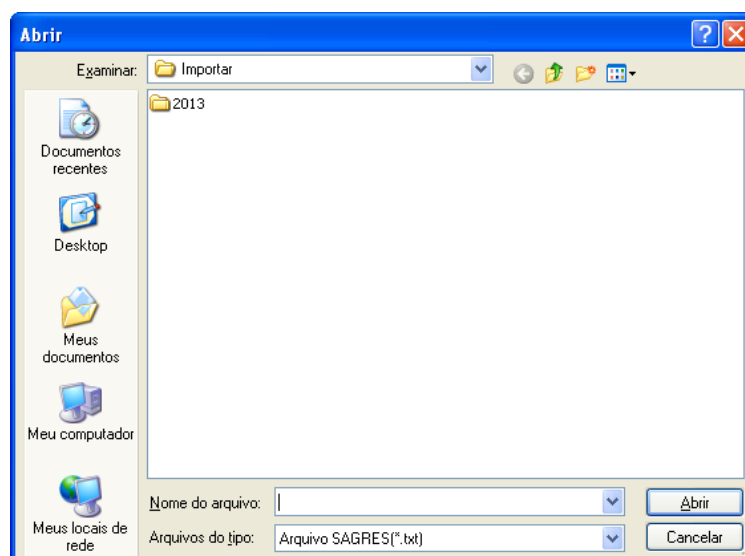 Abrir
Examinar:
Importar
2013
Documentos
recentes
Desktop
Meus
documentos
Meu computador
Meus locais de
rede
Nome do arquivo:
Abrir
Arquivos do tipo:
Arquivo SAGRES(*.txt)
Cancelar